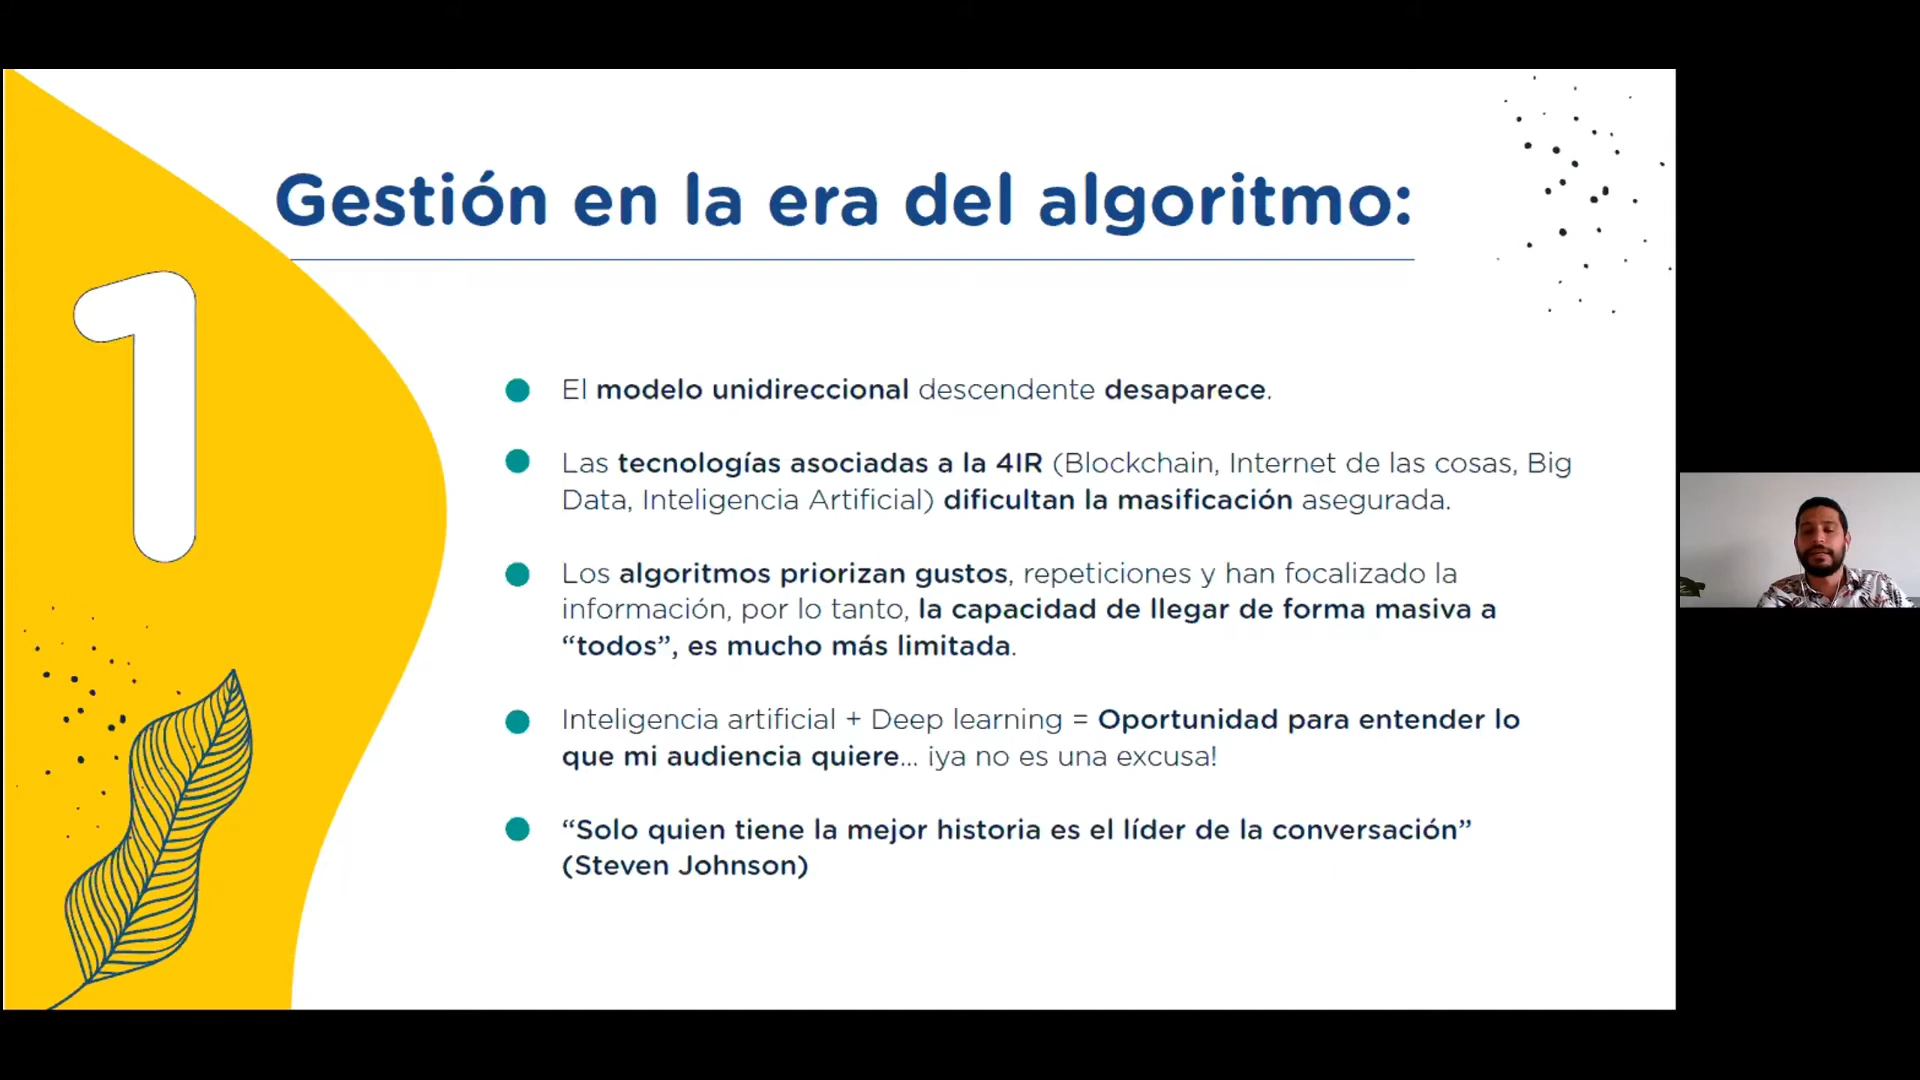 1
Gestión en la era del algoritmo:
El modelo unidireccional descendente desaparece.
Las tecnologías asociadas a la 4IR (Blockchain, Internet de las cosas, Big
Data, Inteligencia Artificial) dificultan la masificación asegurada.
Los algoritmos priorizan gustos, repeticiones y han focalizado la
información, por lo tanto, la capacidad de llegar de forma masiva a
“todos”, es mucho más limitada.
Inteligencia artificial + Deep learning = Oportunidad para entender lo
que mi audiencia quiere... ¡ya no es una excusa!
“Solo quien tiene la mejor historia es el líder de la conversación”
(Steven Johnson)